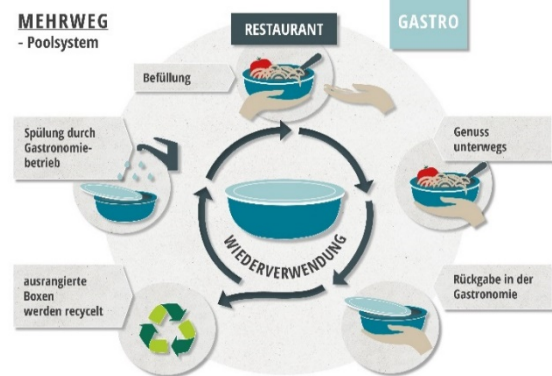 MEHRWEG
- Poolsystem
RESTAURANT
GASTRO
Befüllung
Spülung durch
Gastronomie-
betrieb
Genuss
unterwegs
WIEDERVERWENDUNG
ausrangierte
Boxen
werden recycelt
Rückgabe in der
Gastronomie